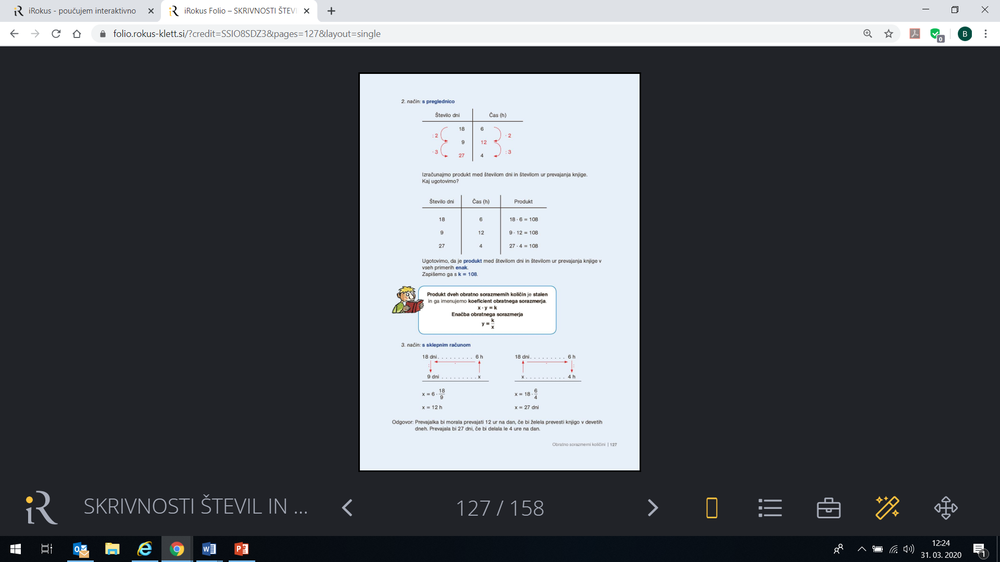 iRokus - poučujem interaktivno
iRokus Folio – SKRIVNOSTI ŠTEVI
folio.rokus-klett.si/?credit=SSIO8SDZ3&pages=127&layout=single
0
B
2. način: s preglednico
Število dni Čas (h)
18 6
: 2 · 2
9 12
· 3 : 3
27 4
Izračunajmo produkt med številom dni in številom ur prevajanja knjige.
Kaj ugotovimo?
Število dni Čas (h) Produkt
18 6 18 · 6 = 108
9 12 9 · 12 = 108
27 4 27 · 4 = 108
Ugotovimo, da je produkt med številom dni in številom ur prevajanja knjige v
vseh primerih enak.
Zapišemo ga s k = 108.
Produkt dveh obratno sorazmernih količin je stalen
in ga imenujemo koeficient obratnega sorazmerja.
x · y = k
Enačba obratnega sorazmerja
y = k/x
3. način: s sklepnim računom
18 dni . . . . . . . . . 6 h 18 dni . . . . . . . . . 6 h
: · · :
9 dni . . . . . . . . . . x x . . . . . . . . . . 4 h
x = 6 · 18/9 x = 18 · 6/4
x = 12 h x = 27 dni
Odgovor: Prevajalka bi morala prevajati 12 ur na dan, če bi želela prevesti knjigo v devetih
dneh. Prevajala bi 27 dni, če bi delala le 4 ure na dan.
Obratno sorazmerni količini | 127
iR SKRIVNOSTI ŠTEVIL IN ... 127 / 158
12:24
31. 03. 2020
1